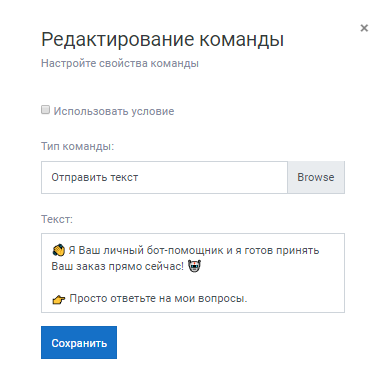 Редактирование команды
Настройте свойства команды
Использовать условие
Тип команды:
Отправить текст
Browse
Текст:
👏 Я Ваш личный бот-помощник и я готов принять
Ваш заказ прямо сейчас! 🤖
👉 Просто ответьте на мои вопросы.
Сохранить